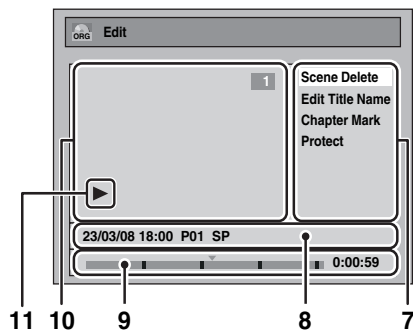 ORG Edit
1
Scene Delete
Edit Title Name
Chapter Mark
Protect
23/03/08 18:00 P01 SP
0:00:59
11 10 9 8 7